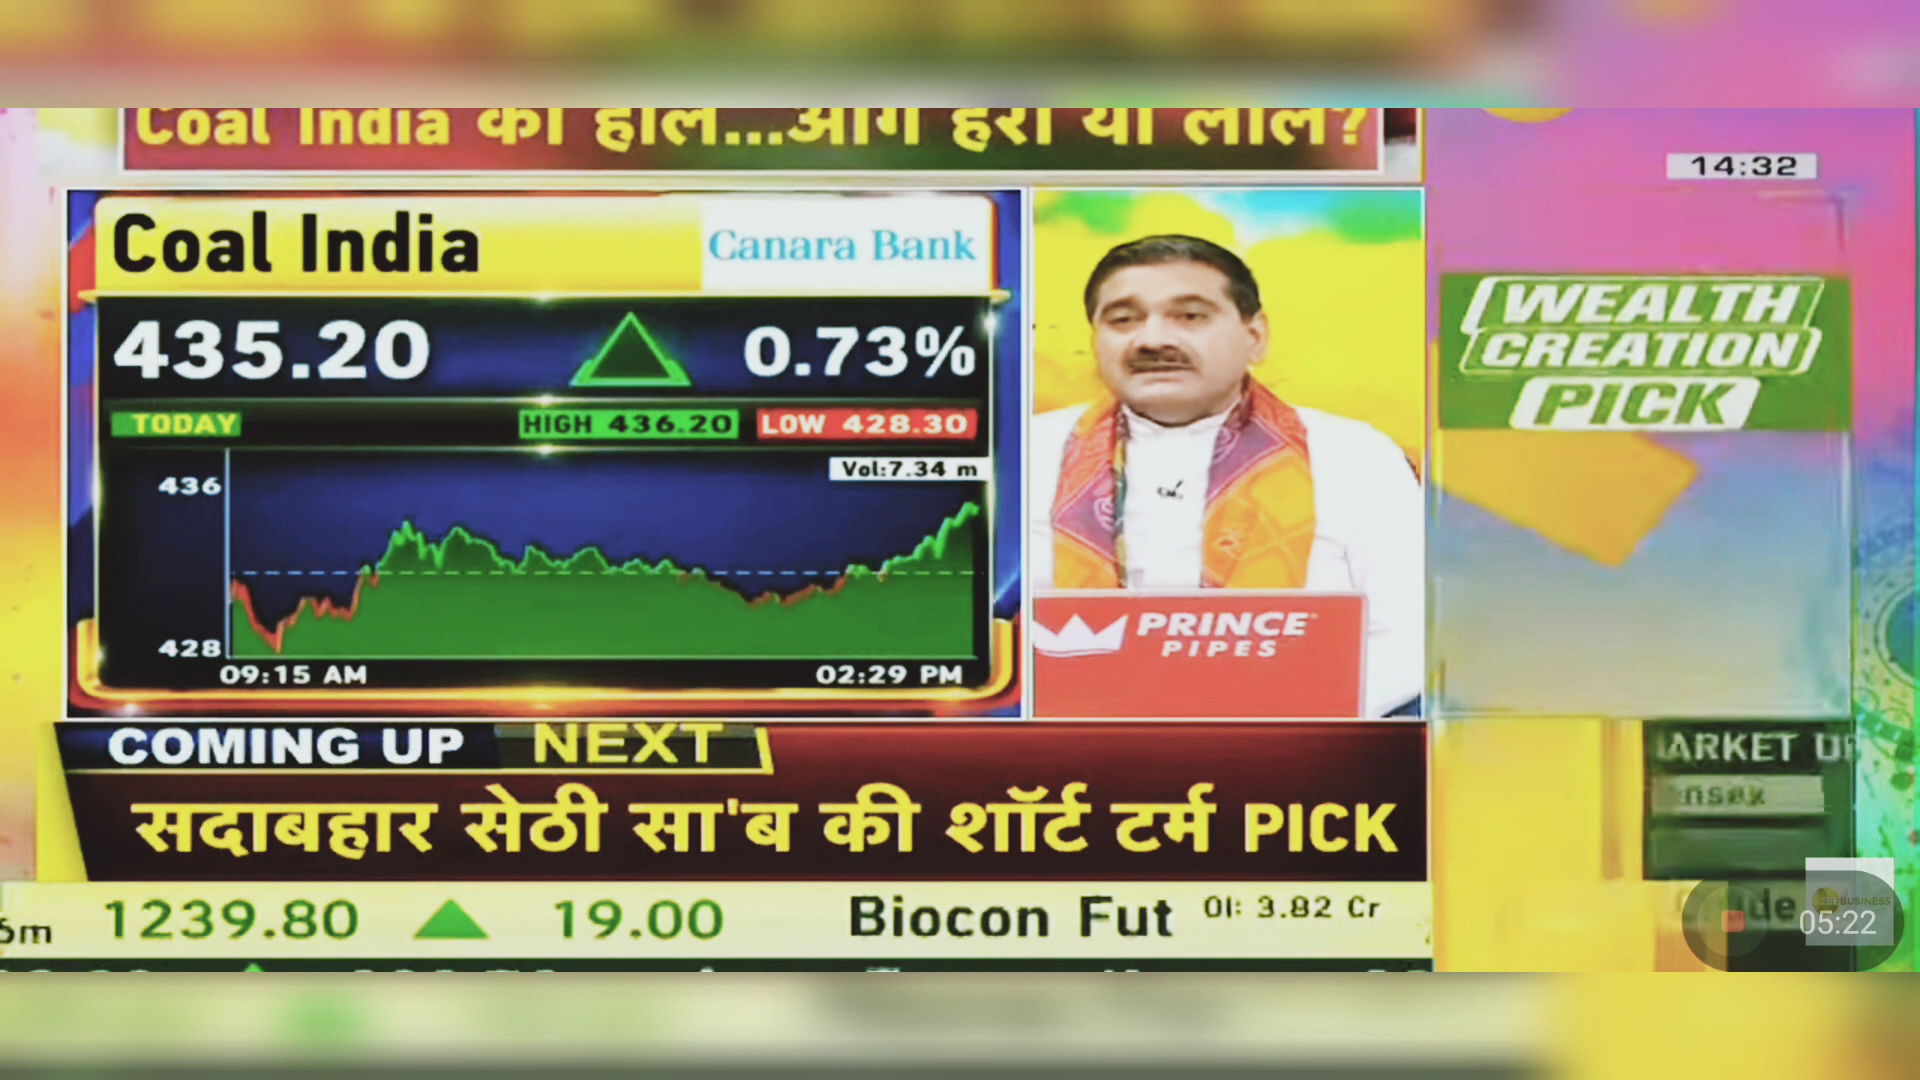 Coal India का हाल...आगे हरा या लाल?
14:32
Coal India
Canara Bank
435.20 0.73%
TODAY HIGH 436.20 LOW 428.30
Vol:7.34 m
436
428
09:15 AM 02:29 PM
PRINCE
PIPES
WEALTH
CREATION
PICK
COMING UP NEXT
सदाबहार सेठी सा'ब की शॉर्ट टर्म PICK
1239.80 19.00 Biocon Fut OI: 3.82 Cr
ARKET
05:22